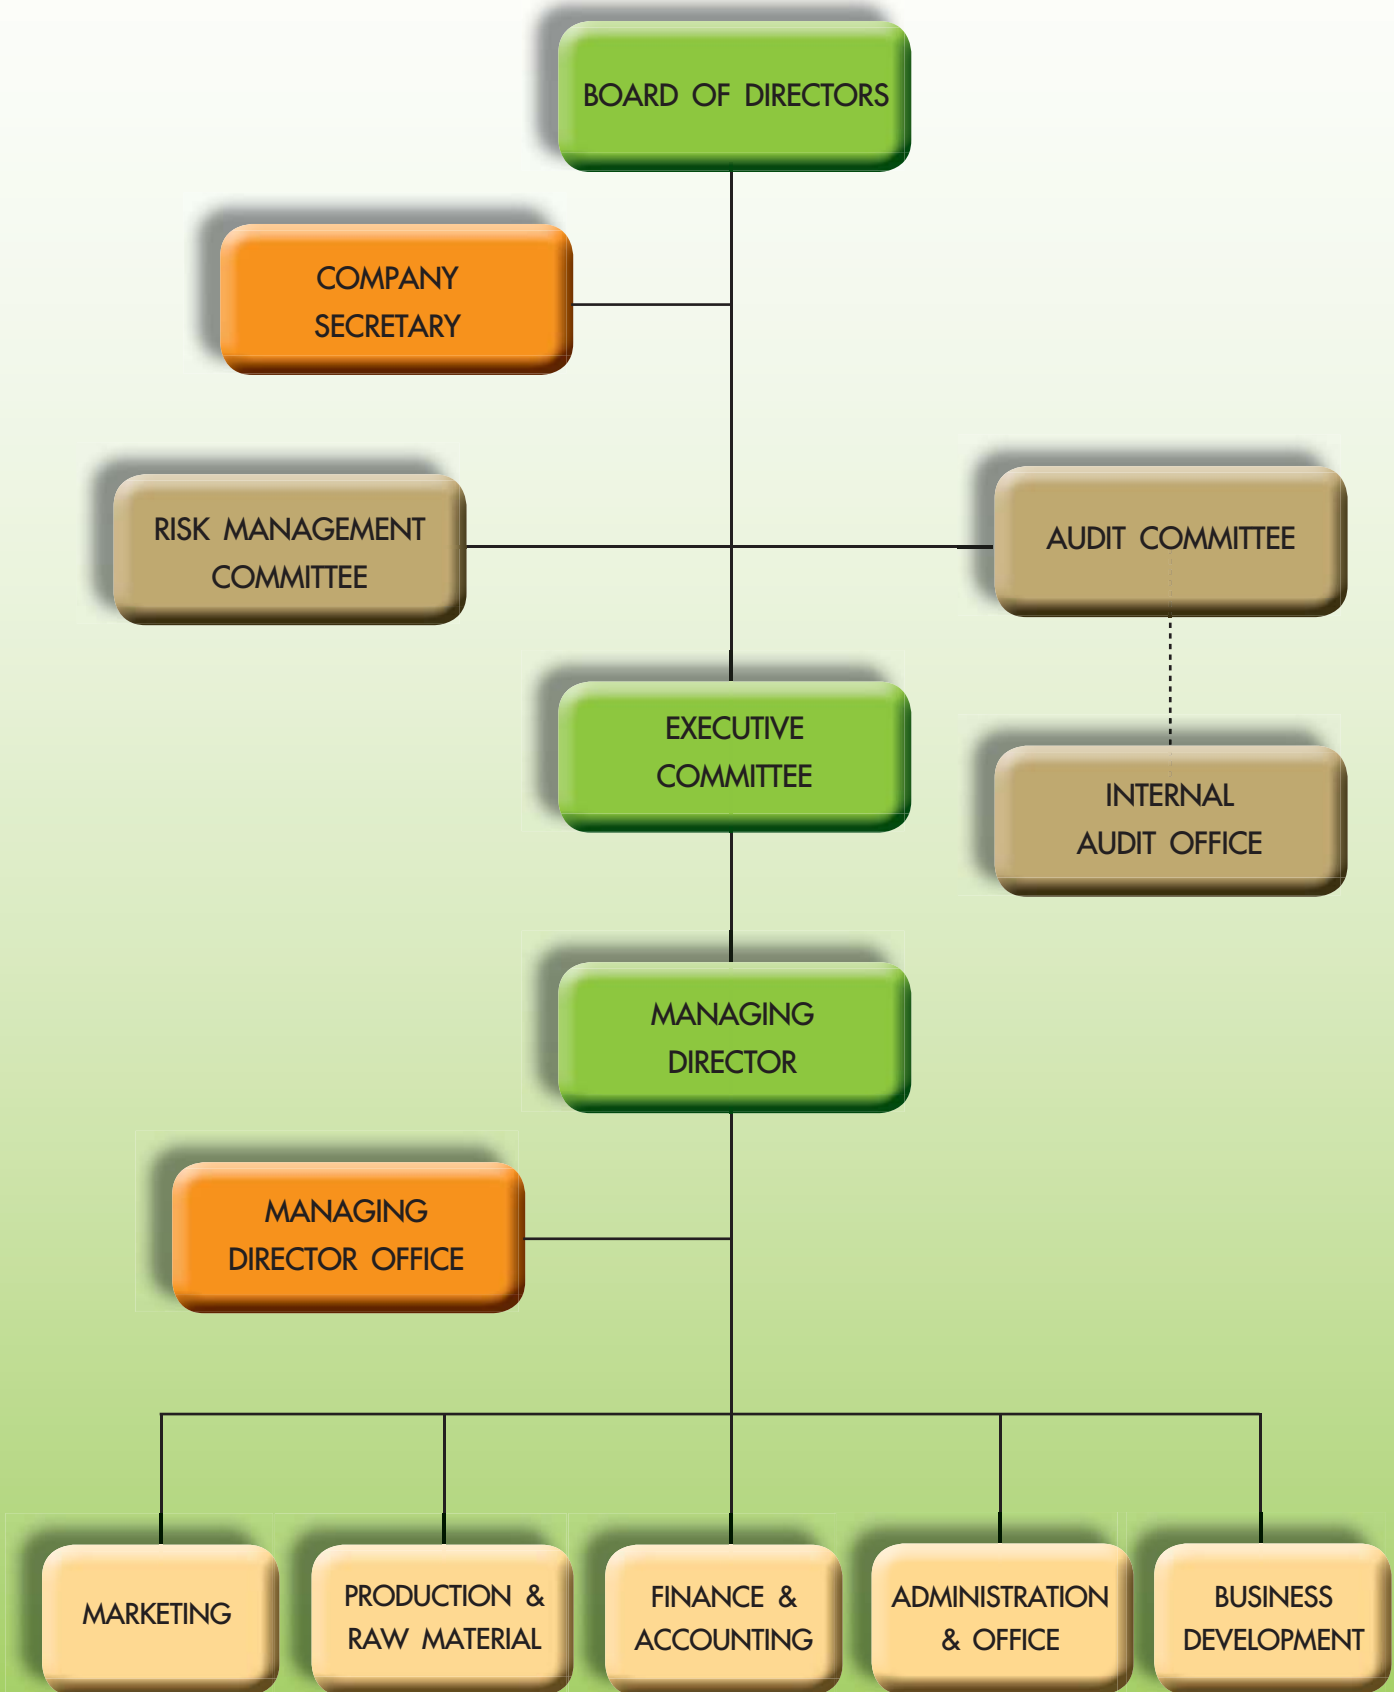 BOARD OF DIRECTORS
COMPANY
SECRETARY
RISK MANAGEMENT
COMMITTEE
AUDIT COMMITTEE
EXECUTIVE
COMMITTEE
INTERNAL
AUDIT OFFICE
MANAGING
DIRECTOR
MANAGING
DIRECTOR OFFICE
MARKETING
PRODUCTION &
RAW MATERIAL
FINANCE &
ACCOUNTING
ADMINISTRATION
& OFFICE
BUSINESS
DEVELOPMENT